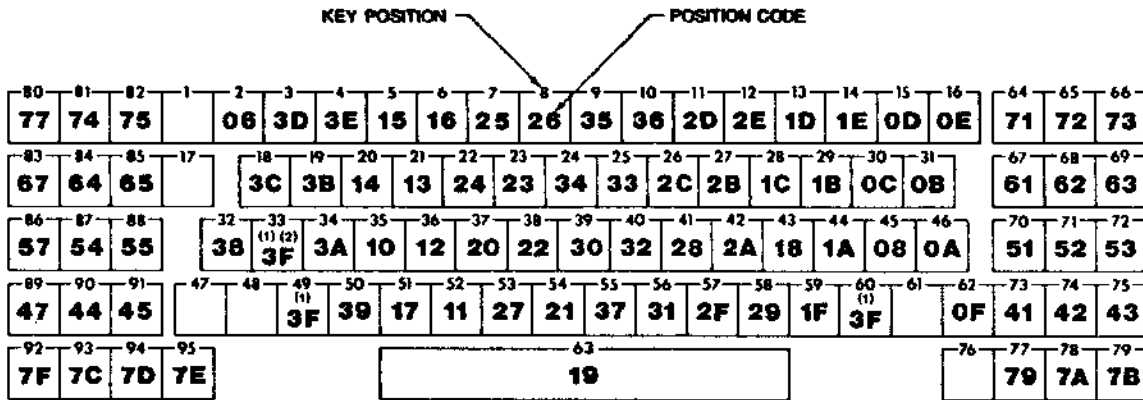 KEY POSITION POSITION CODE
80 81 82 1 2 3 4 5 6 7 8 9 10 11 12 13 14 15 16 64 65 66
77 74 75 06 3D 3E 15 16 25 26 35 36 2D 2E 1D 1E 0D 0E 71 72 73
83 84 85 17 18 19 20 21 22 23 24 25 26 27 28 29 30 31 67 68 69
67 64 65 3C 3B 14 13 24 23 34 33 2C 2B 1C 1B 0C 0B 61 62 63
86 87 88 32 33 34 35 36 37 38 39 40 41 42 43 44 45 46 70 71 72
(1) (2)
57 54 55 38 3F 3A 10 12 20 22 30 32 28 2A 18 1A 08 0A 51 52 53
89 90 91 47 48 49 50 51 52 53 54 55 56 57 58 59 60 61 62 73 74 75
(1) (1)
47 44 45 3F 39 17 11 27 21 37 31 2F 29 1F 3F 0F 41 42 43
92 93 94 95 63 76 77 78 79
7F 7C 7D 7E 19 79 7A 7B